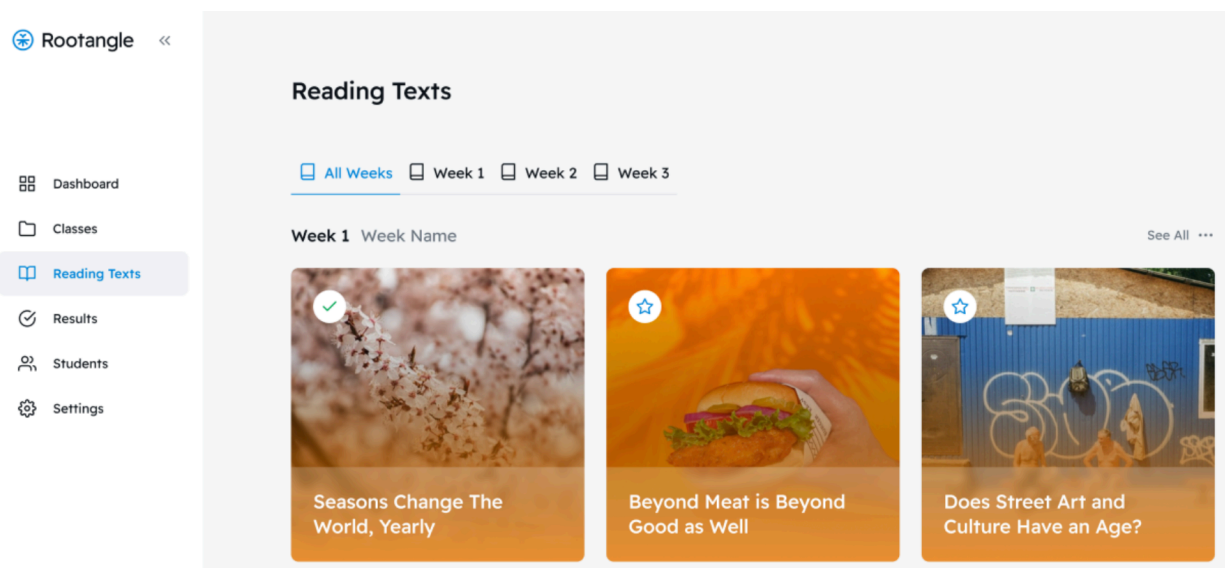 Rootangle
Dashboard
Classes
Reading Texts
Results
Students
Settings
Reading Texts
All Weeks Week 1 Week 2 Week 3
Week 1 Week Name See All
Seasons Change The
World, Yearly
Beyond Meat is Beyond
Good as Well
Does Street Art and
Culture Have an Age?